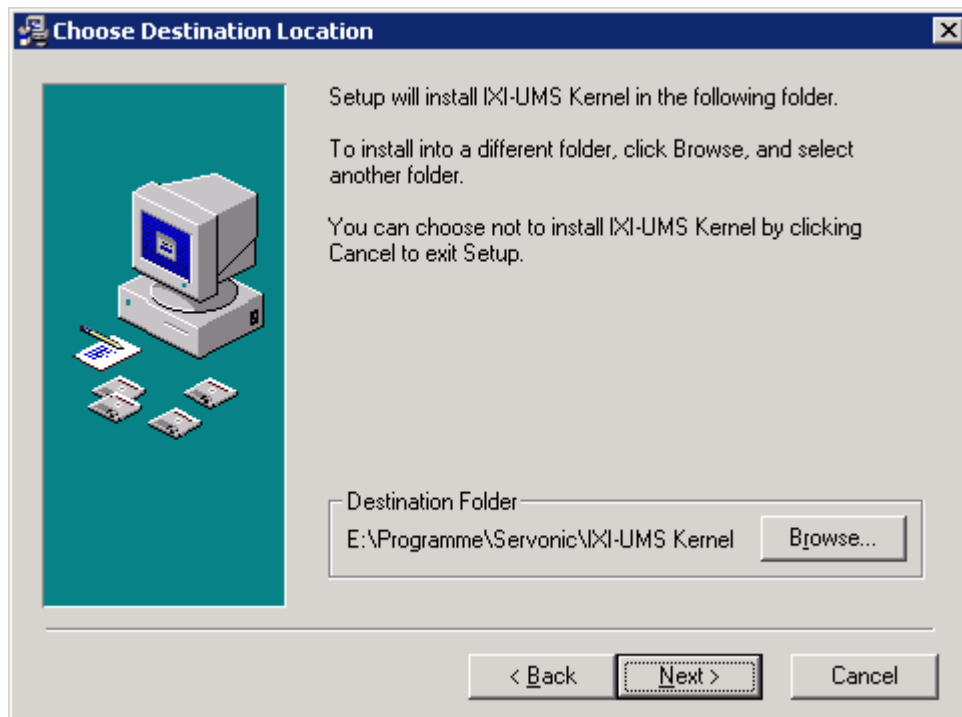 Choose Destination Location
Setup will install IXI-UMS Kernel in the following folder.
To install into a different folder, click Browse, and select
another folder.
You can choose not to install IXI-UMS Kernel by clicking
Cancel to exit Setup.
Destination Folder
E:\Programme\Servonic\IXI-UMS Kernel
Browse...
< Back
Next >
Cancel